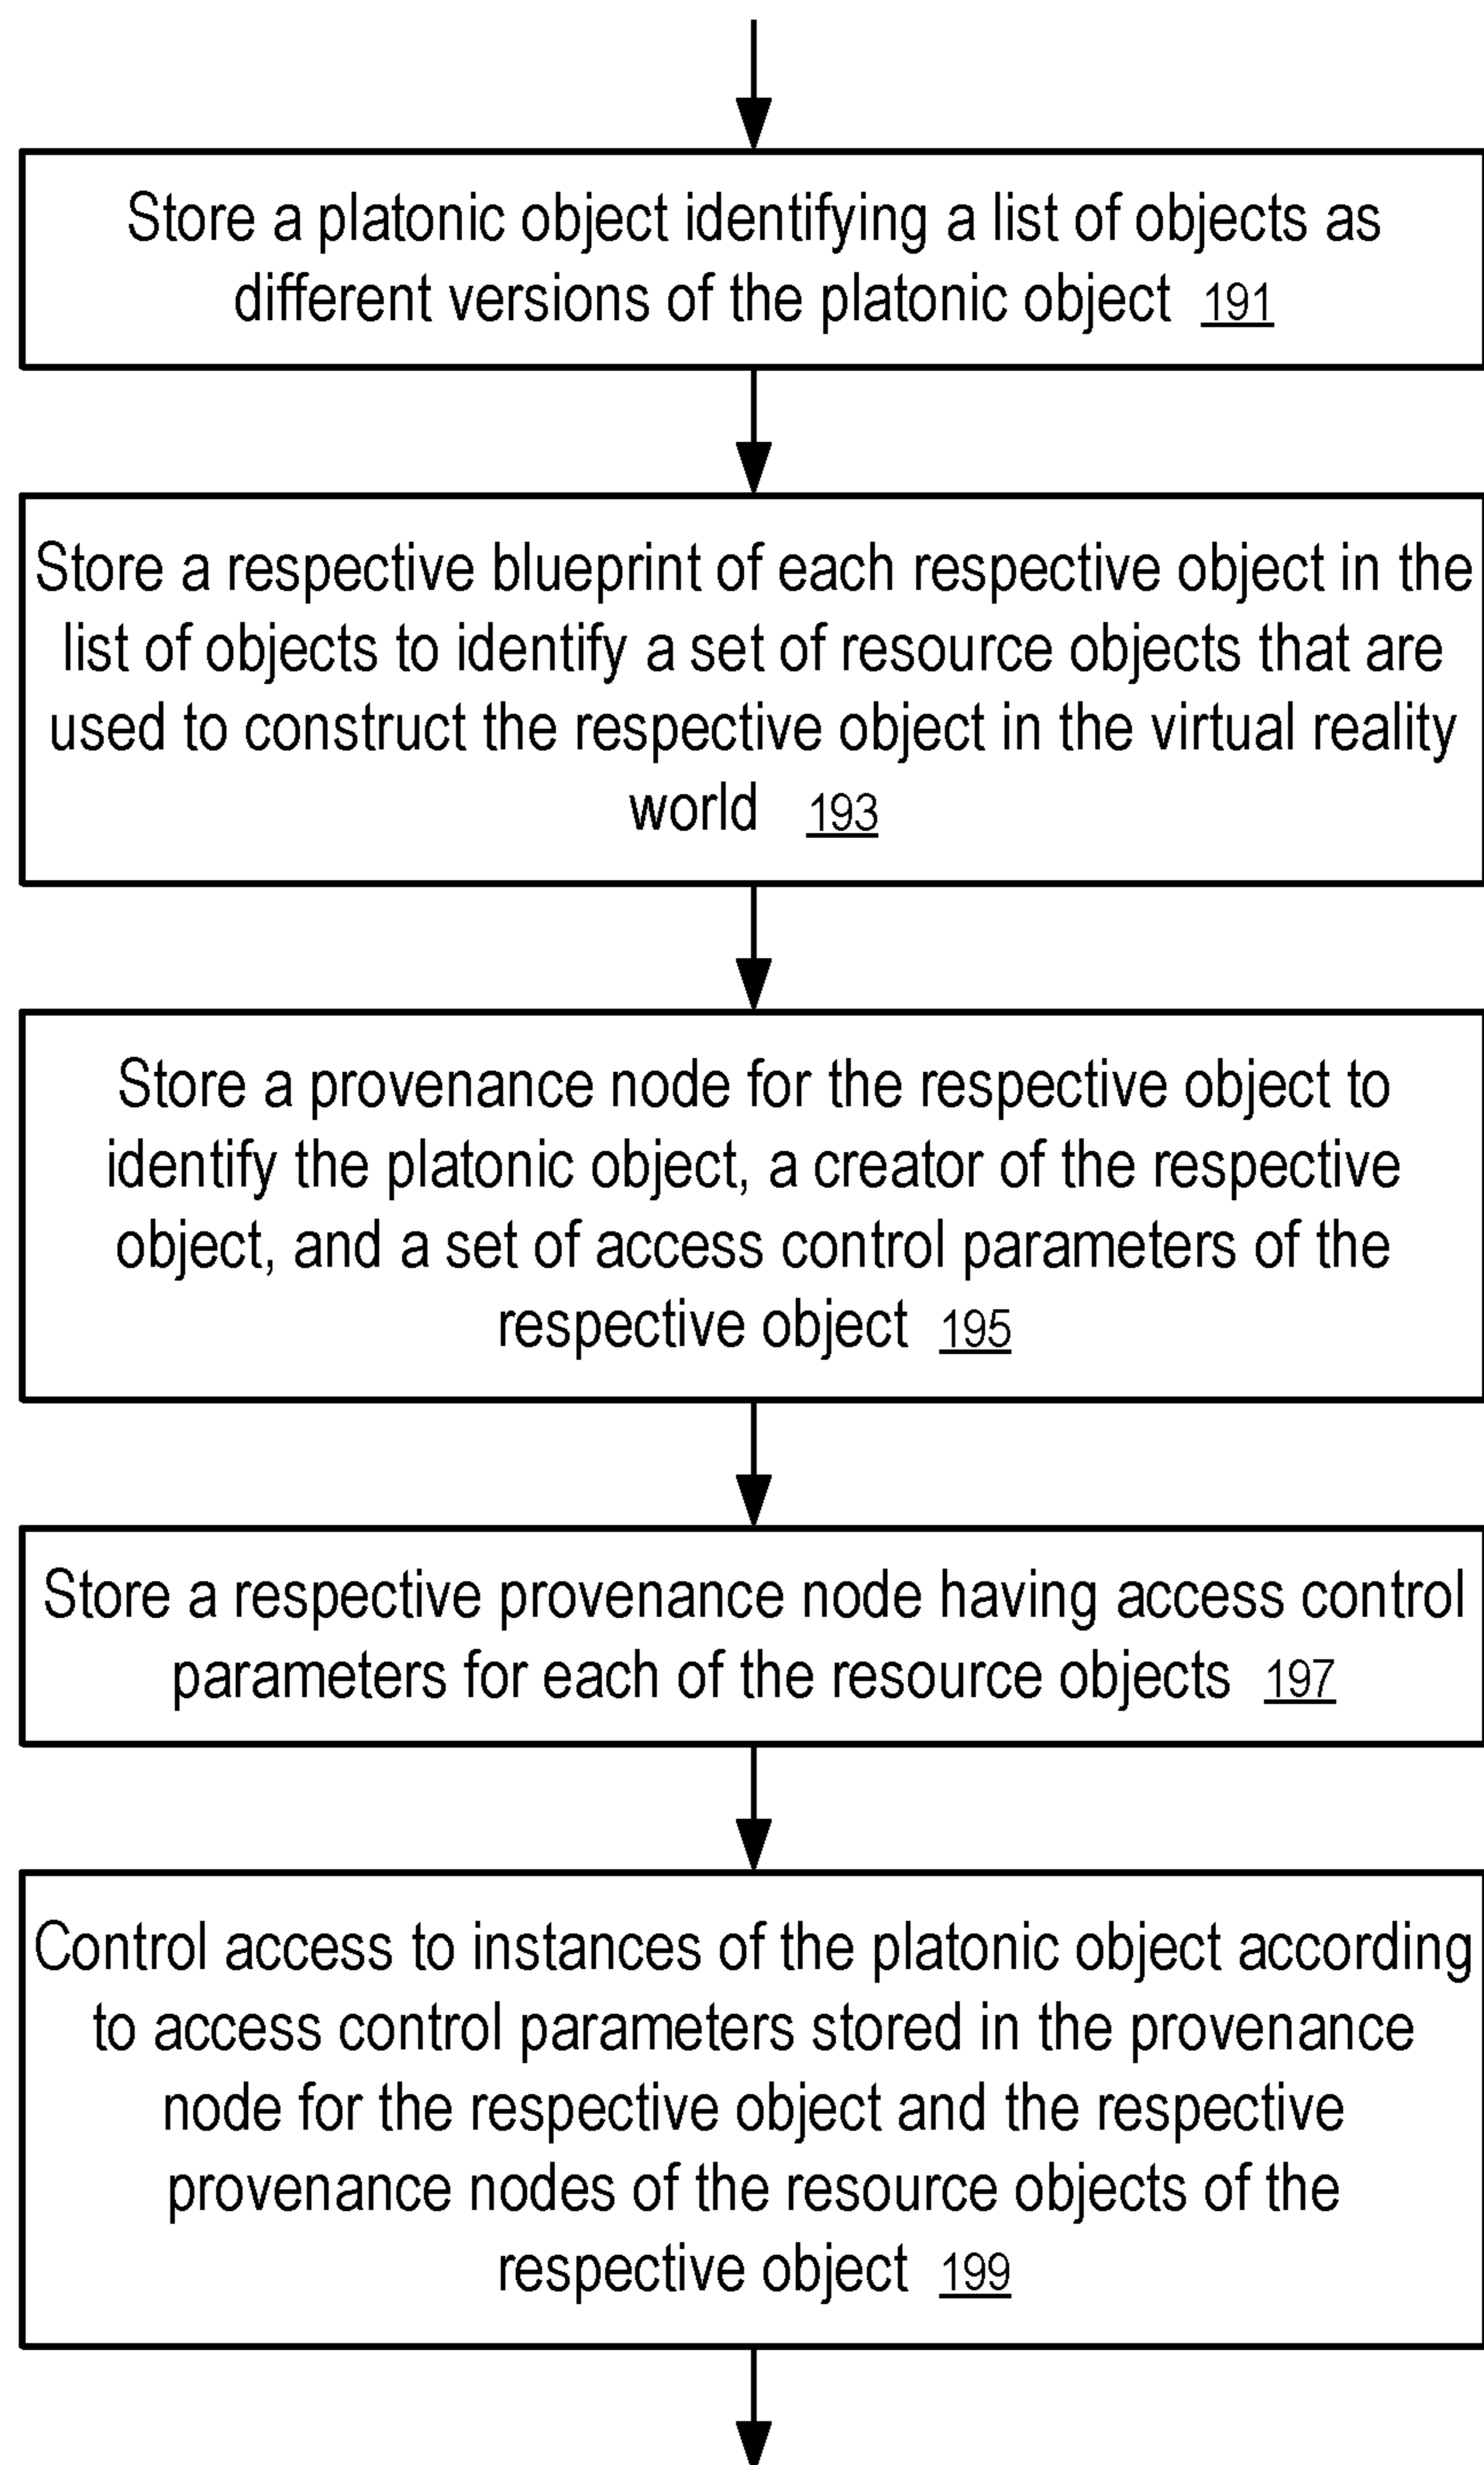 Store a platonic object identifying a list of objects as
different versions of the platonic object 191
Store a respective blueprint of each respective object in the
list of objects to identify a set of resource objects that are
used to construct the respective object in the virtual reality
world 193
Store a provenance node for the respective object to
identify the platonic object, a creator of the respective
object, and a set of access control parameters of the
respective object 195
Store a respective provenance node having access control
parameters for each of the resource objects 197
Control access to instances of the platonic object according
to access control parameters stored in the provenance
node for the respective object and the respective
provenance nodes of the resource objects of the
respective object 199